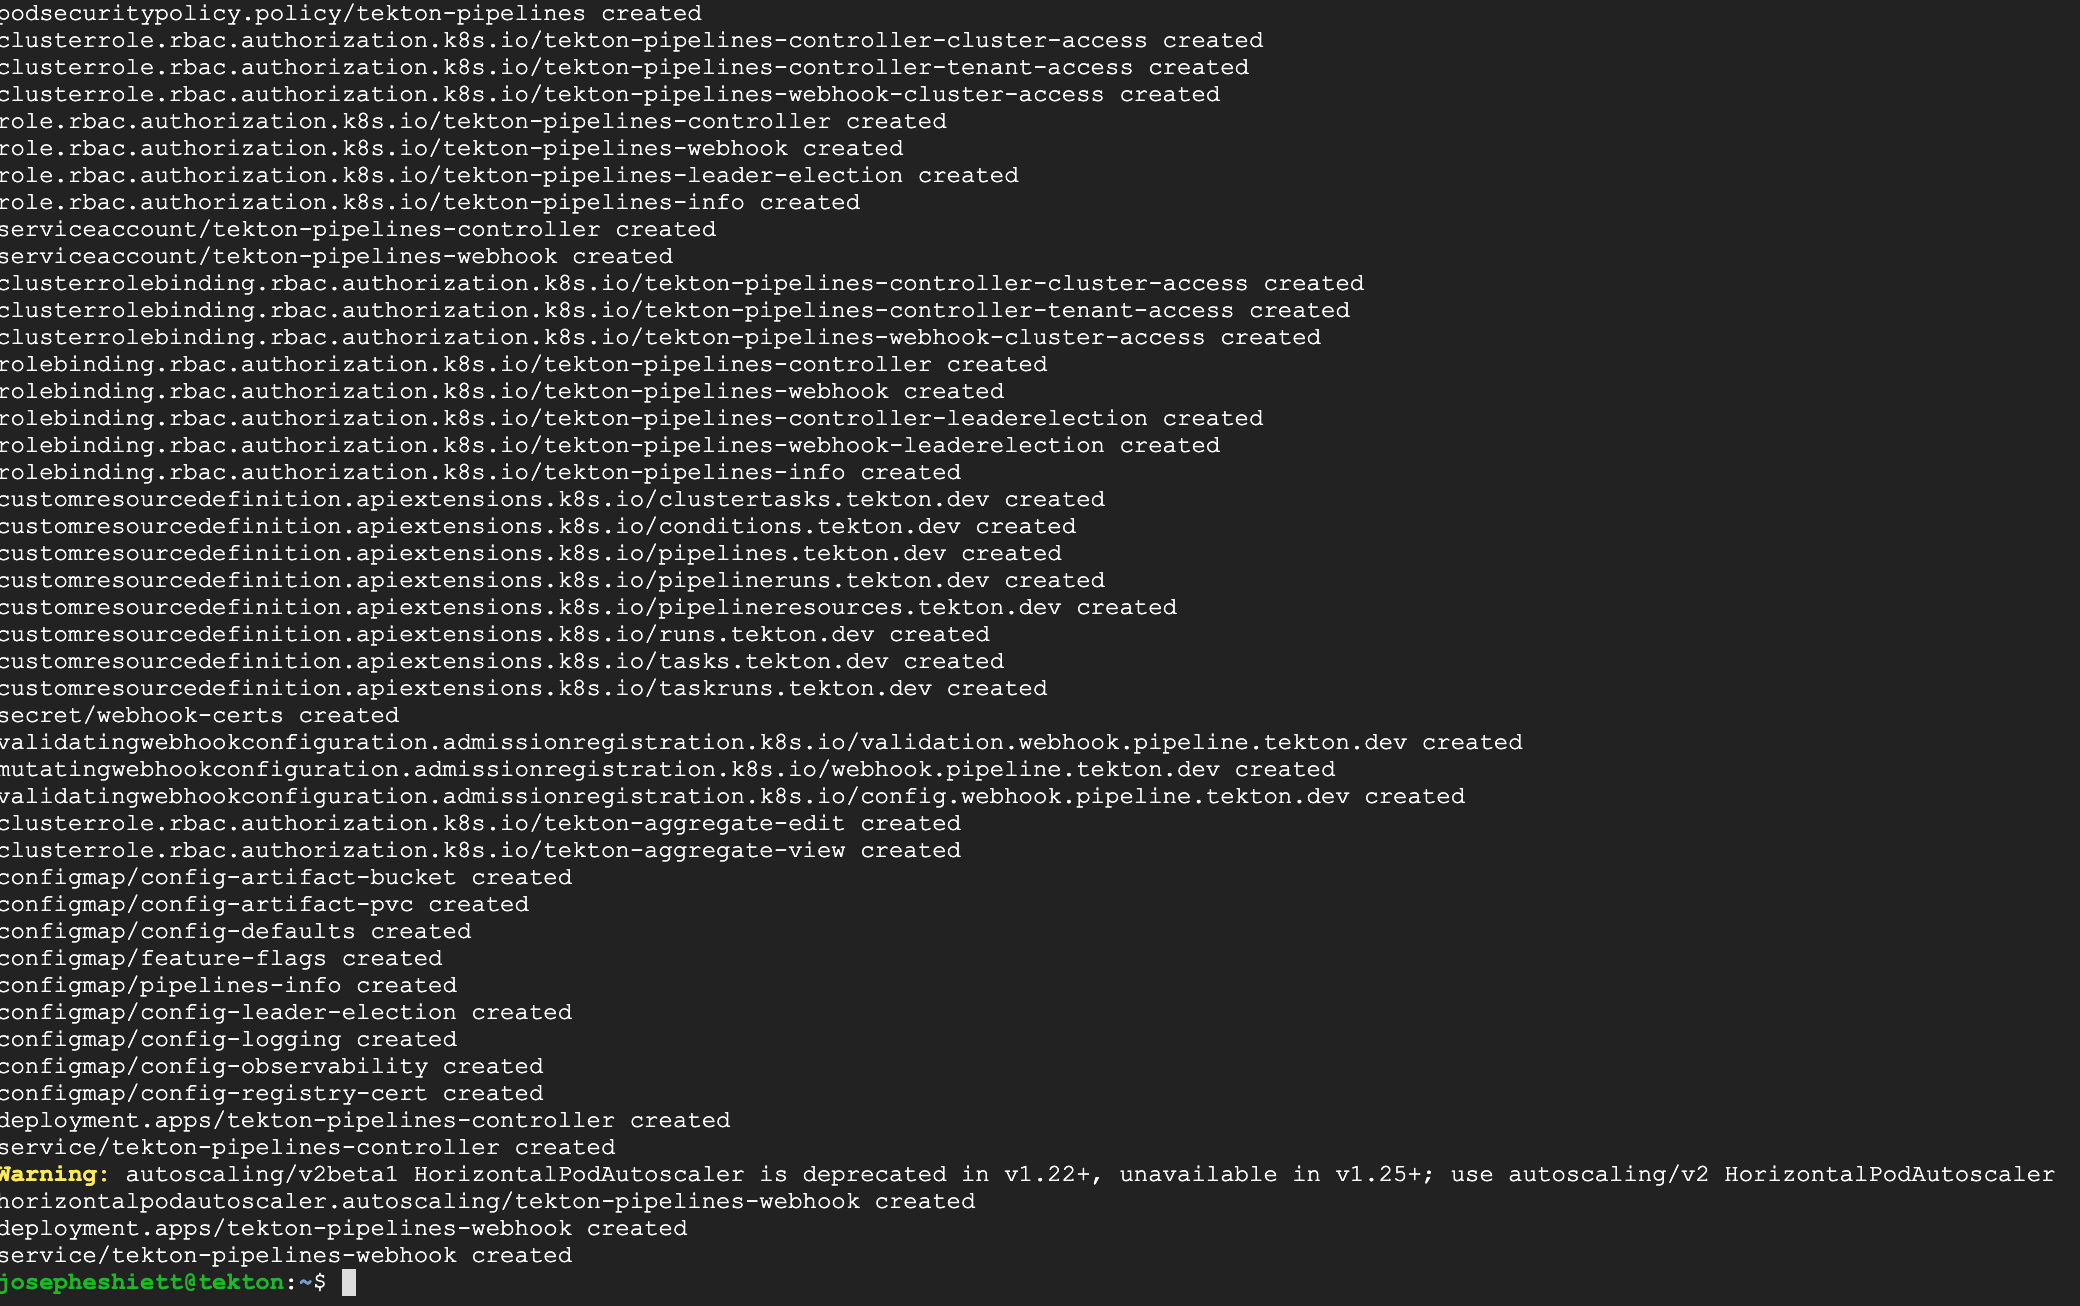 podsecuritypolicy.policy/tekton-pipelines created
clusterrole.rbac.authorization.k8s.io/tekton-pipelines-controller-cluster-access created
clusterrole.rbac.authorization.k8s.io/tekton-pipelines-controller-tenant-access created
clusterrole.rbac.authorization.k8s.io/tekton-pipelines-webhook-cluster-access created
role.rbac.authorization.k8s.io/tekton-pipelines-controller created
role.rbac.authorization.k8s.io/tekton-pipelines-webhook created
role.rbac.authorization.k8s.io/tekton-pipelines-leader-election created
role.rbac.authorization.k8s.io/tekton-pipelines-info created
serviceaccount/tekton-pipelines-controller created
serviceaccount/tekton-pipelines-webhook created
clusterrolebinding.rbac.authorization.k8s.io/tekton-pipelines-controller-cluster-access created
clusterrolebinding.rbac.authorization.k8s.io/tekton-pipelines-controller-tenant-access created
clusterrolebinding.rbac.authorization.k8s.io/tekton-pipelines-webhook-cluster-access created
rolebinding.rbac.authorization.k8s.io/tekton-pipelines-controller created
rolebinding.rbac.authorization.k8s.io/tekton-pipelines-webhook created
rolebinding.rbac.authorization.k8s.io/tekton-pipelines-controller-leaderelection created
rolebinding.rbac.authorization.k8s.io/tekton-pipelines-webhook-leaderelection created
rolebinding.rbac.authorization.k8s.io/tekton-pipelines-info created
customresourcedefinition.apiextensions.k8s.io/clustertasks.tekton.dev created
customresourcedefinition.apiextensions.k8s.io/conditions.tekton.dev created
customresourcedefinition.apiextensions.k8s.io/pipelines.tekton.dev created
customresourcedefinition.apiextensions.k8s.io/pipelineruns.tekton.dev created
customresourcedefinition.apiextensions.k8s.io/pipelineresources.tekton.dev created
customresourcedefinition.apiextensions.k8s.io/runs.tekton.dev created
customresourcedefinition.apiextensions.k8s.io/tasks.tekton.dev created
customresourcedefinition.apiextensions.k8s.io/taskruns.tekton.dev created
secret/webhook-certs created
validatingwebhookconfiguration.admissionregistration.k8s.io/validation.webhook.pipeline.tekton.dev created
mutatingwebhookconfiguration.admissionregistration.k8s.io/webhook.pipeline.tekton.dev created
validatingwebhookconfiguration.admissionregistration.k8s.io/config.webhook.pipeline.tekton.dev created
clusterrole.rbac.authorization.k8s.io/tekton-aggregate-edit created
clusterrole.rbac.authorization.k8s.io/tekton-aggregate-view created
configmap/config-artifact-bucket created
configmap/config-artifact-pvc created
configmap/config-defaults created
configmap/feature-flags created
configmap/pipelines-info created
configmap/config-leader-election created
configmap/config-logging created
configmap/config-observability created
configmap/config-registry-cert created
deployment.apps/tekton-pipelines-controller created
service/tekton-pipelines-controller created
Warning: autoscaling/v2beta1 HorizontalPodAutoscaler is deprecated in v1.22+, unavailable in v1.25+; use autoscaling/v2 HorizontalPodAutoscaler
horizontalpodautoscaler.autoscaling/tekton-pipelines-webhook created
deployment.apps/tekton-pipelines-webhook created
service/tekton-pipelines-webhook created
josepheshiett@tekton:~$